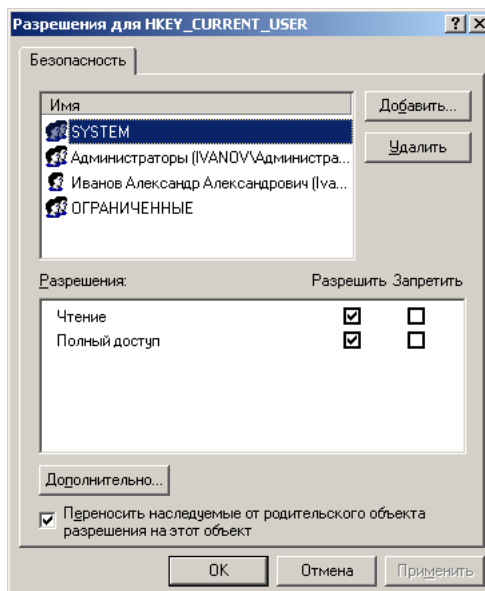 Разрешения для HKEY_CURRENT_USER
Безопасность
Имя
Добавить...
SYSTEM
Удалить
Администраторы (IVANOV\Администра...
Иванов Александр Александрович (Iva...
ОГРАНИЧЕННЫЕ
Разрешения: Разрешить Запретить
Чтение
Полный доступ
Дополнительно...
Переносить наследуемые от родительского объекта
разрешения на этот объект
OK Отмена Применить